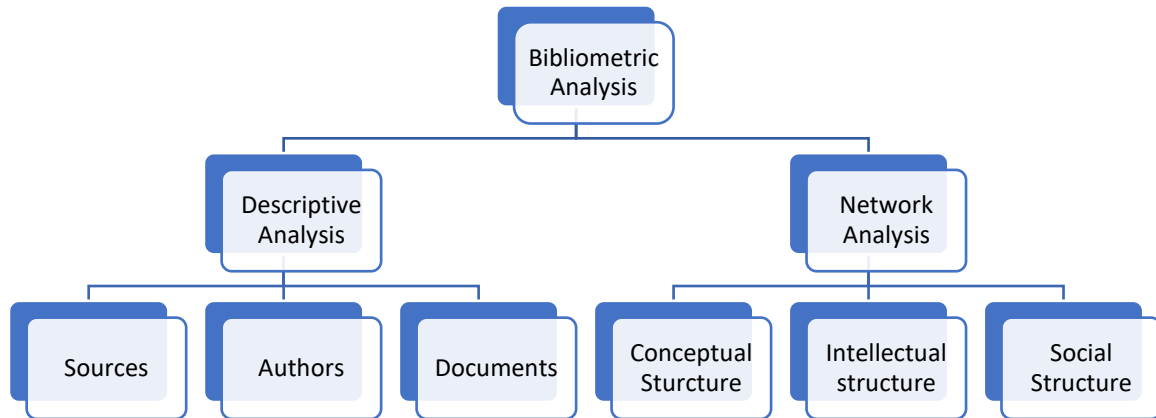 Bibliometric
Analysis
Descriptive
Analysis
Network
Analysis
Sources
Authors
Documents
Conceptual
Sturcture
Intellectual
structure
Social
Structure